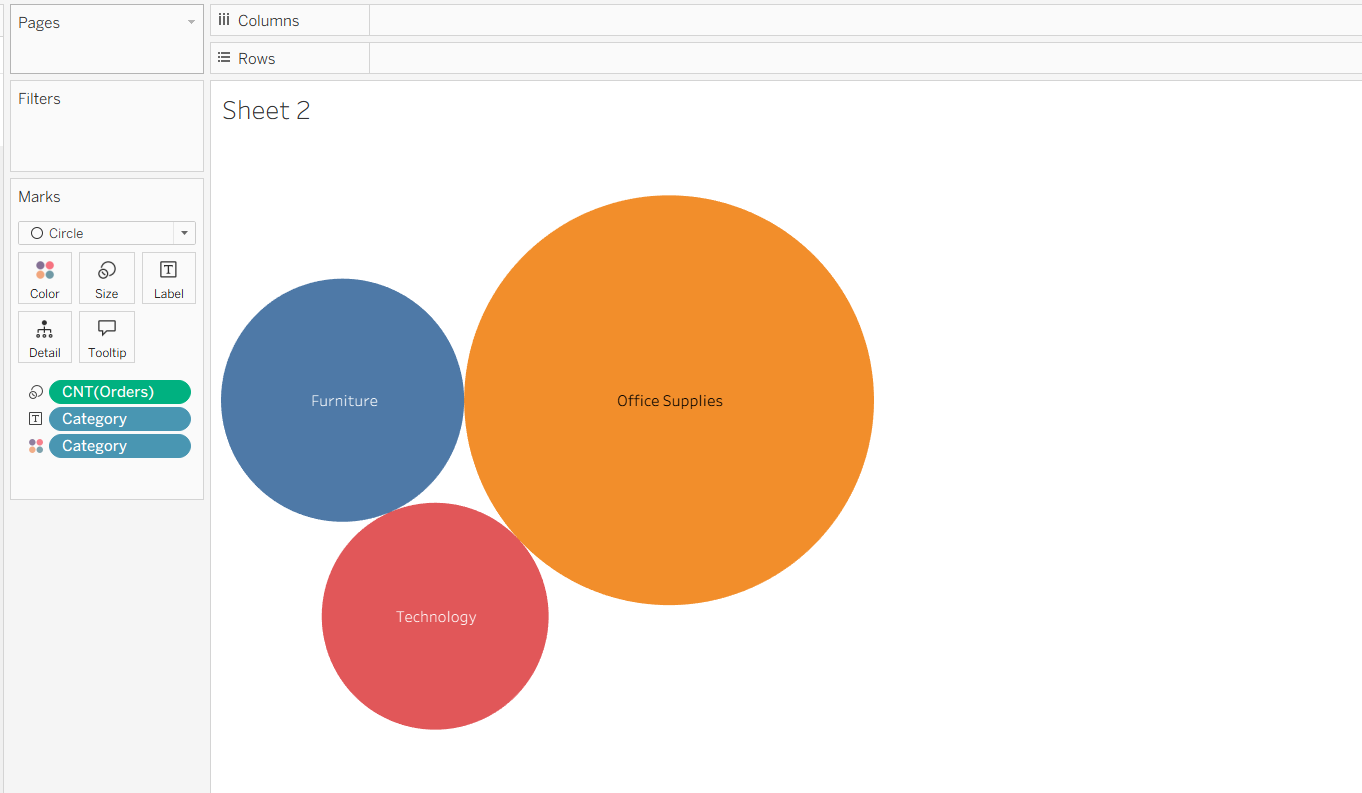 Pages
Columns
Rows
Filters
Sheet 2
Marks
Circle
Color
Size
Label
Detail
Tooltip
CNT(Orders)
Category
Category
Furniture
Office Supplies
Technology